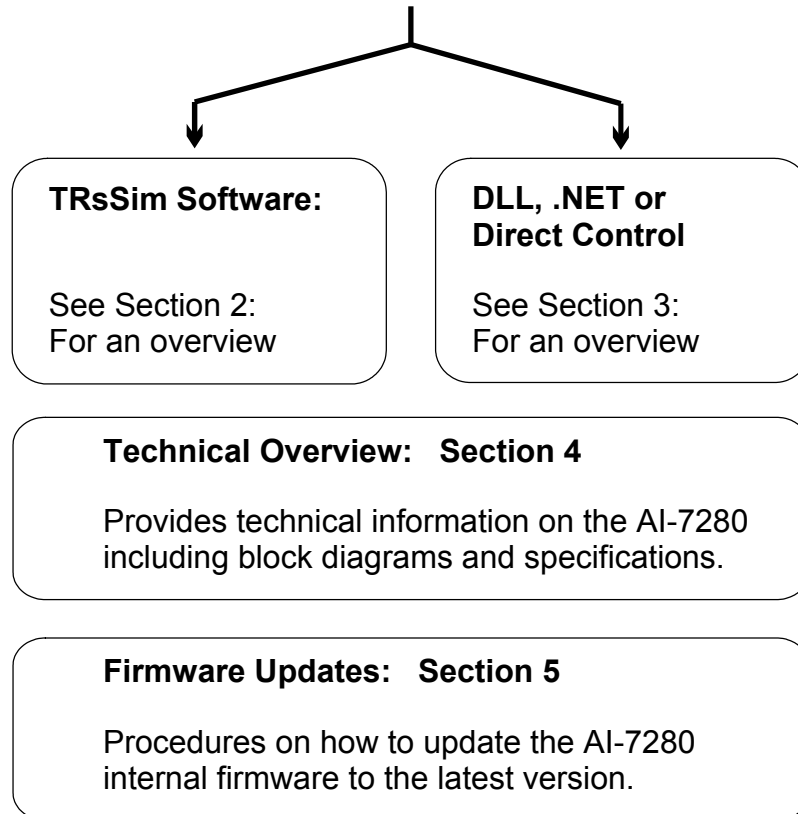 TRsSim Software:
See Section 2:
For an overview
DLL, .NET or
Direct Control
See Section 3:
For an overview
Technical Overview:   Section 4
Provides technical information on the AI-7280
including block diagrams and specifications.
Firmware Updates:   Section 5
Procedures on how to update the AI-7280
internal firmware to the latest version.